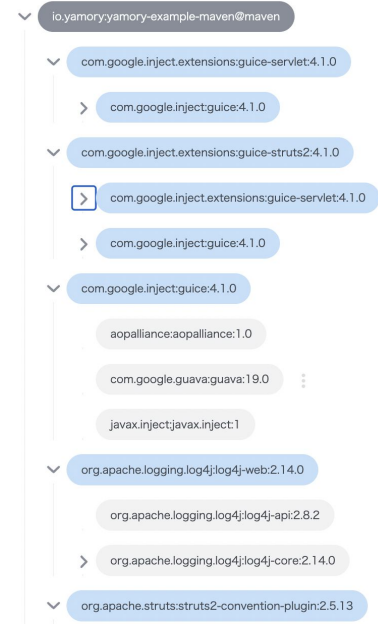 io.yamory:yamory-example-maven@maven
com.google.inject.extensions:guice-servlet:4.1.0
com.google.inject:guice:4.1.0
com.google.inject.extensions:guice-struts2:4.1.0
com.google.inject.extensions:guice-servlet:4.1.0
com.google.inject:guice:4.1.0
com.google.inject:guice:4.1.0
aopalliance:aopalliance:1.0
com.google.guava:guava:19.0
javax.inject:javax.inject:1
org.apache.logging.log4j:log4j-web:2.14.0
org.apache.logging.log4j:log4j-api:2.8.2
org.apache.logging.log4j:log4j-core:2.14.0
org.apache.struts:struts2-convention-plugin:2.5.13